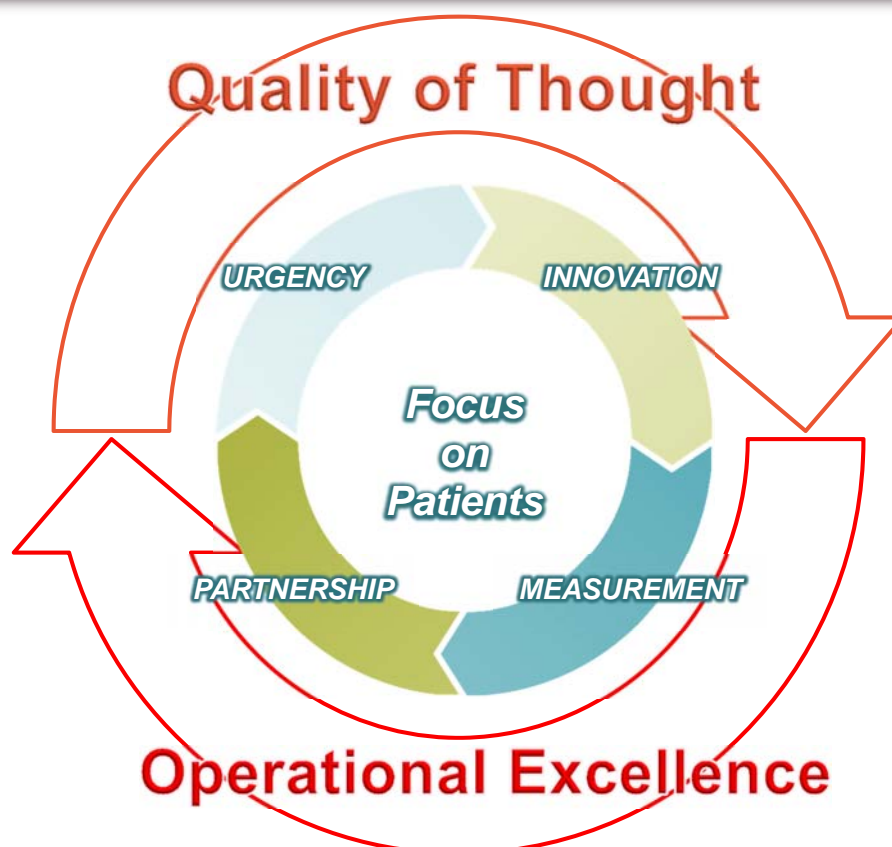 Quality of Thought
URGENCY
INNOVATION
Focus
on
Patients
PARTNERSHIP
MEASUREMENT
Operational Excellence